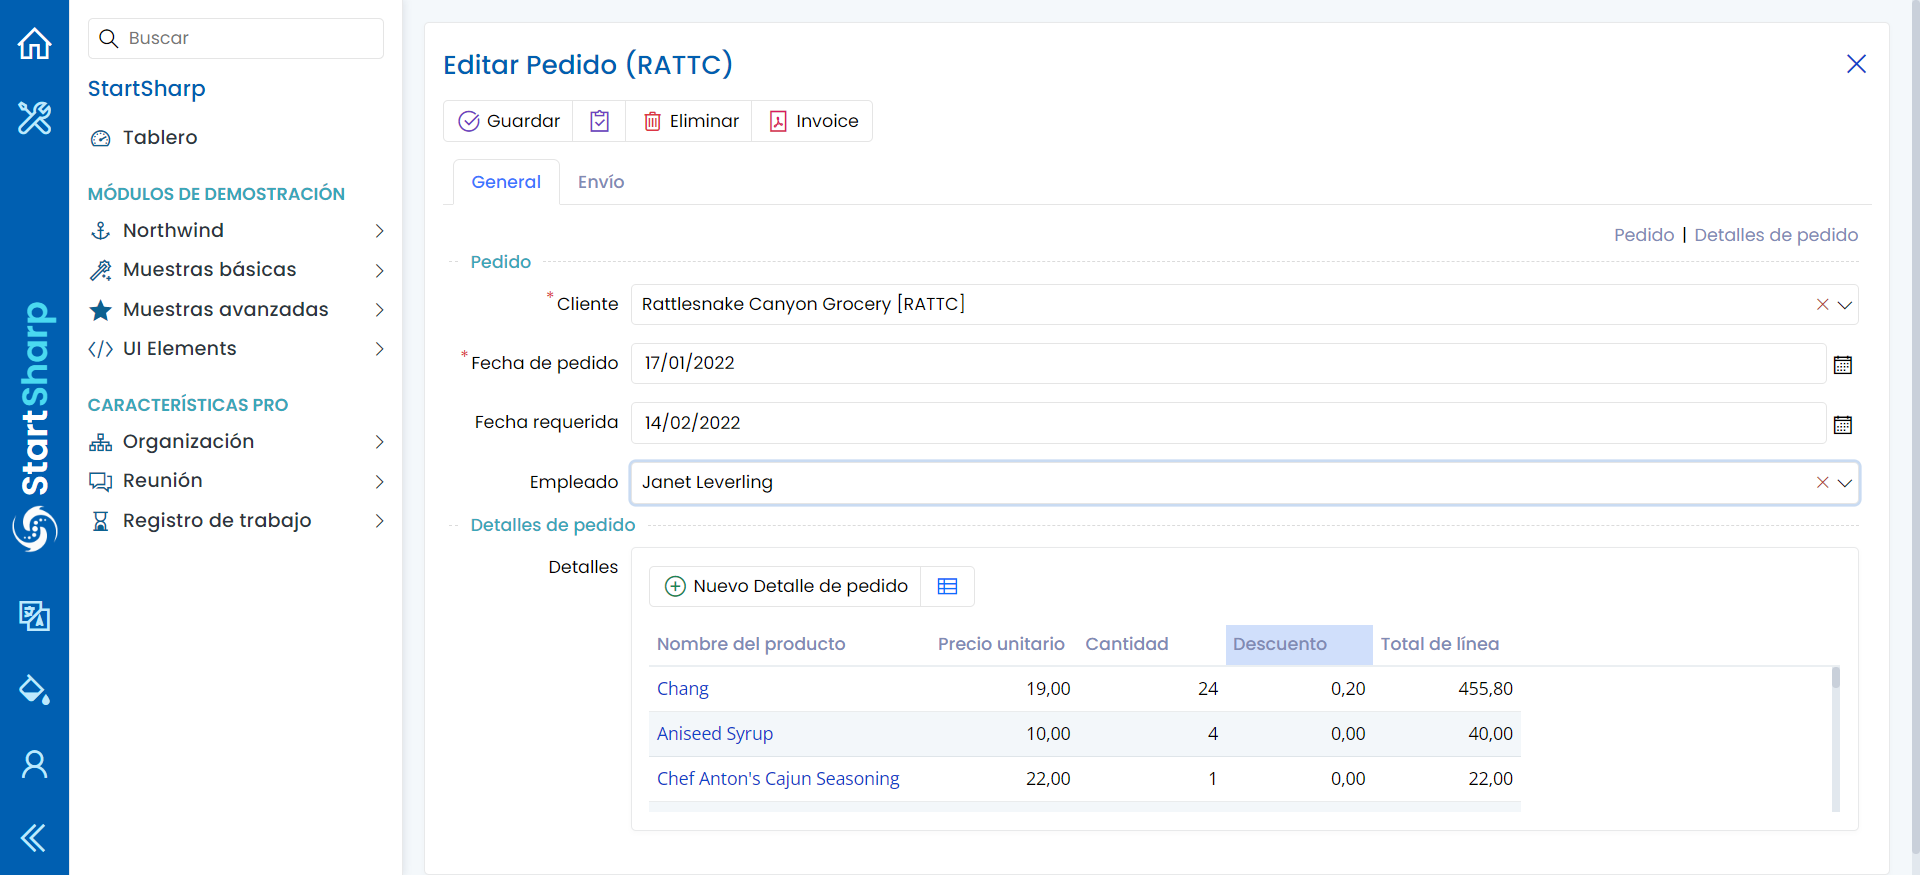 Buscar
StartSharp
Tablero
MÓDULOS DE DEMOSTRACIÓN
Northwind
Muestras básicas
Muestras avanzadas
UI Elements
CARACTERÍSTICAS PRO
Organización
Reunión
Registro de trabajo
StartSharp
Editar Pedido (RATTC)
Guardar
Eliminar
Invoice
General
Envío
Pedido | Detalles de pedido
Pedido
* Cliente
Rattlesnake Canyon Grocery [RATTC]
* Fecha de pedido
17/01/2022
Fecha requerida
14/02/2022
Empleado
Janet Leverling
Detalles de pedido
Detalles
Nuevo Detalle de pedido
Nombre del producto Precio unitario Cantidad Descuento Total de línea
Chang 19,00 24 0,20 455,80
Aniseed Syrup 10,00 4 0,00 40,00
Chef Anton's Cajun Seasoning 22,00 1 0,00 22,00